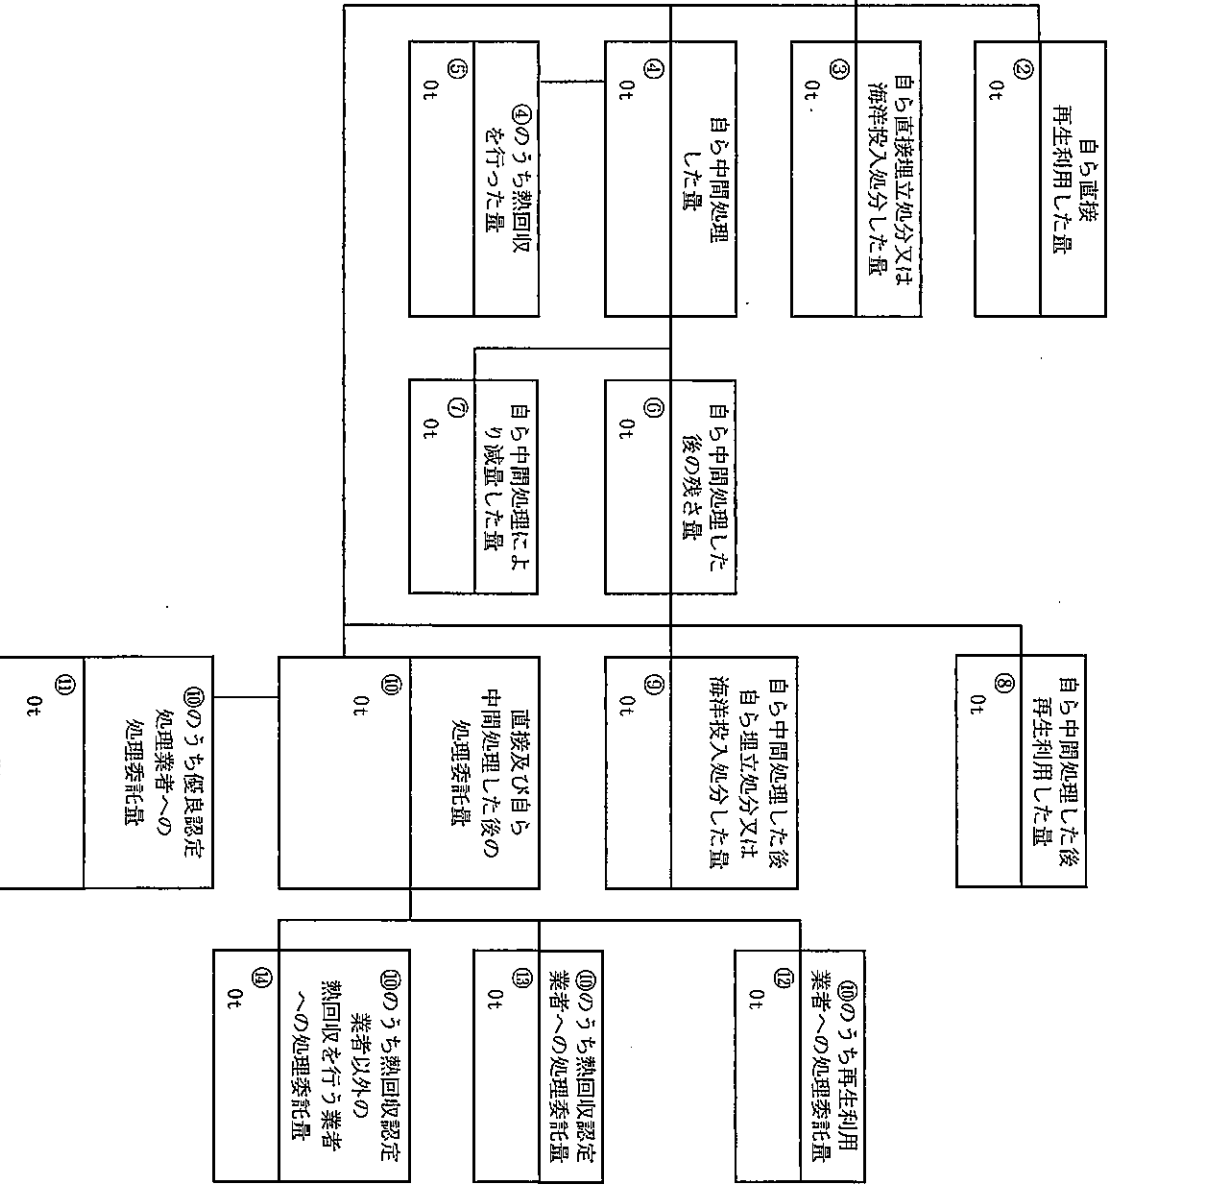 自ら直接
再生利用した量
②
0t
自ら直接埋立処分又は
海洋投入処分した量
③
0t
自ら中間処理
した量
④
0t
④のうち熱回収
を行った量
⑤
0t
自ら中間処理した
後の残さ量
⑥
0t
自ら中間処理によ
り減量した量
⑦
0t
自ら中間処理した後
再生利用した量
⑧
0t
自ら中間処理した後
自ら埋立処分又は
海洋投入処分した量
⑨
0t
直接及び自ら
中間処理した後の
処理委託量
⑩
0t
⑩のうち優良認定
処理業者への
処理委託量
⑪
0t
⑩のうち再生利用
業者への処理委託量
⑫
0t
⑩のうち熱回収認定
業者への処理委託量
⑬
0t
⑩のうち熱回収認定
業者以外の
熱回収を行う業者
への処理委託量
⑭
0t